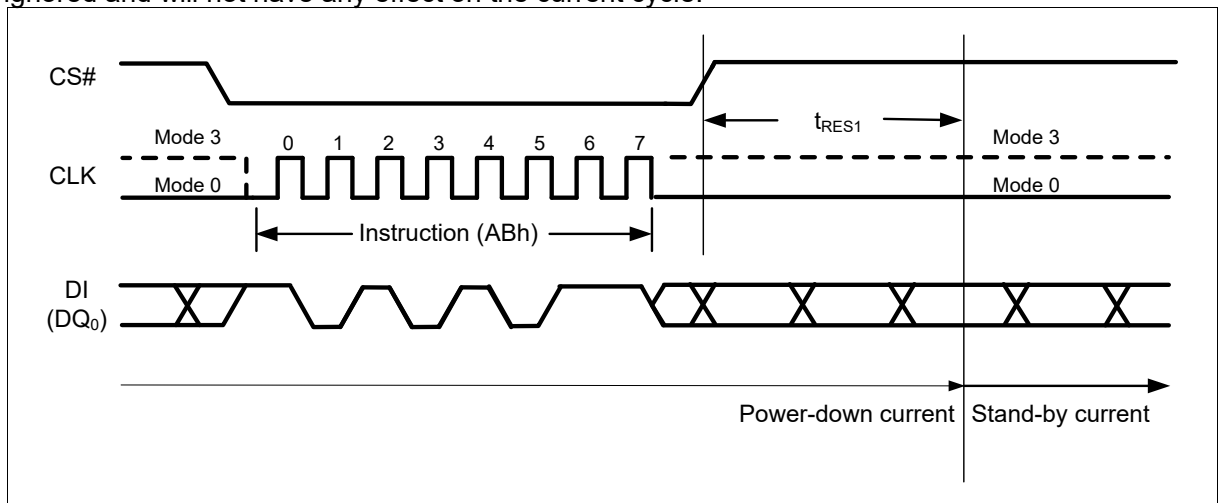 ignored and will not have any effect on the current cycle.
CS#
tRES1
Mode 3 0 1 2 3 4 5 6 7 Mode 3
CLK
Mode 0 Mode 0
Instruction (ABh)
DI
(DQ0)
Power-down current Stand-by current